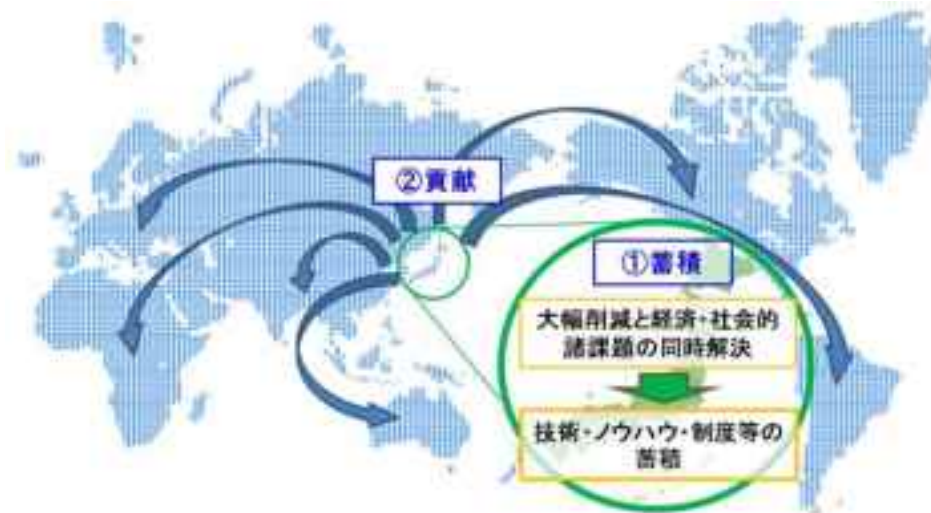 ②貢献
①蓄積
大幅削減と経済・社会的
諸課題の同時解決
技術・ノウハウ・制度等の
蓄積